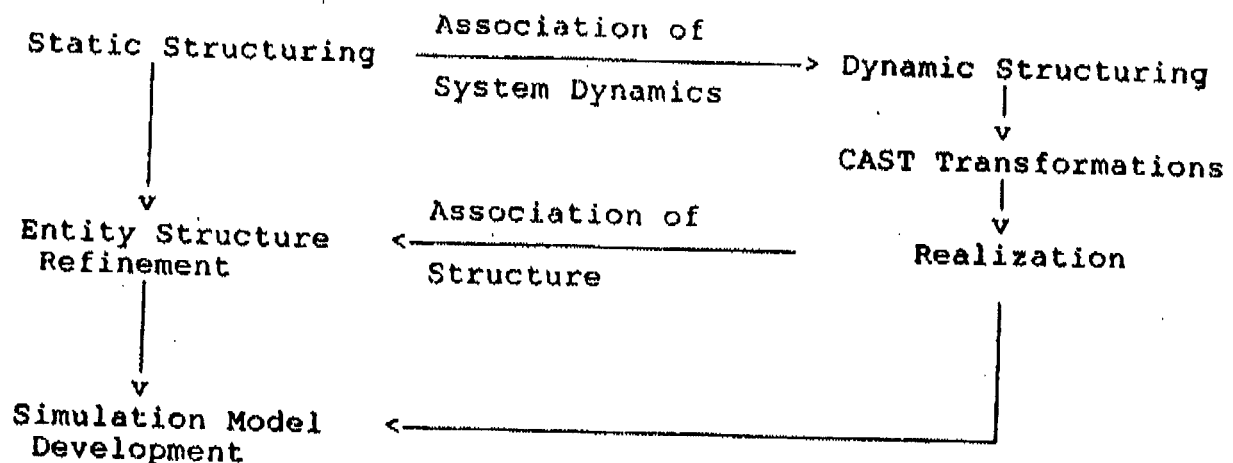 Association of
Static Structuring
System Dynamics
Dynamic Structuring
CAST Transformations
Association of
Entity Structure
Refinement
Structure
Realization
Simulation Model
Development